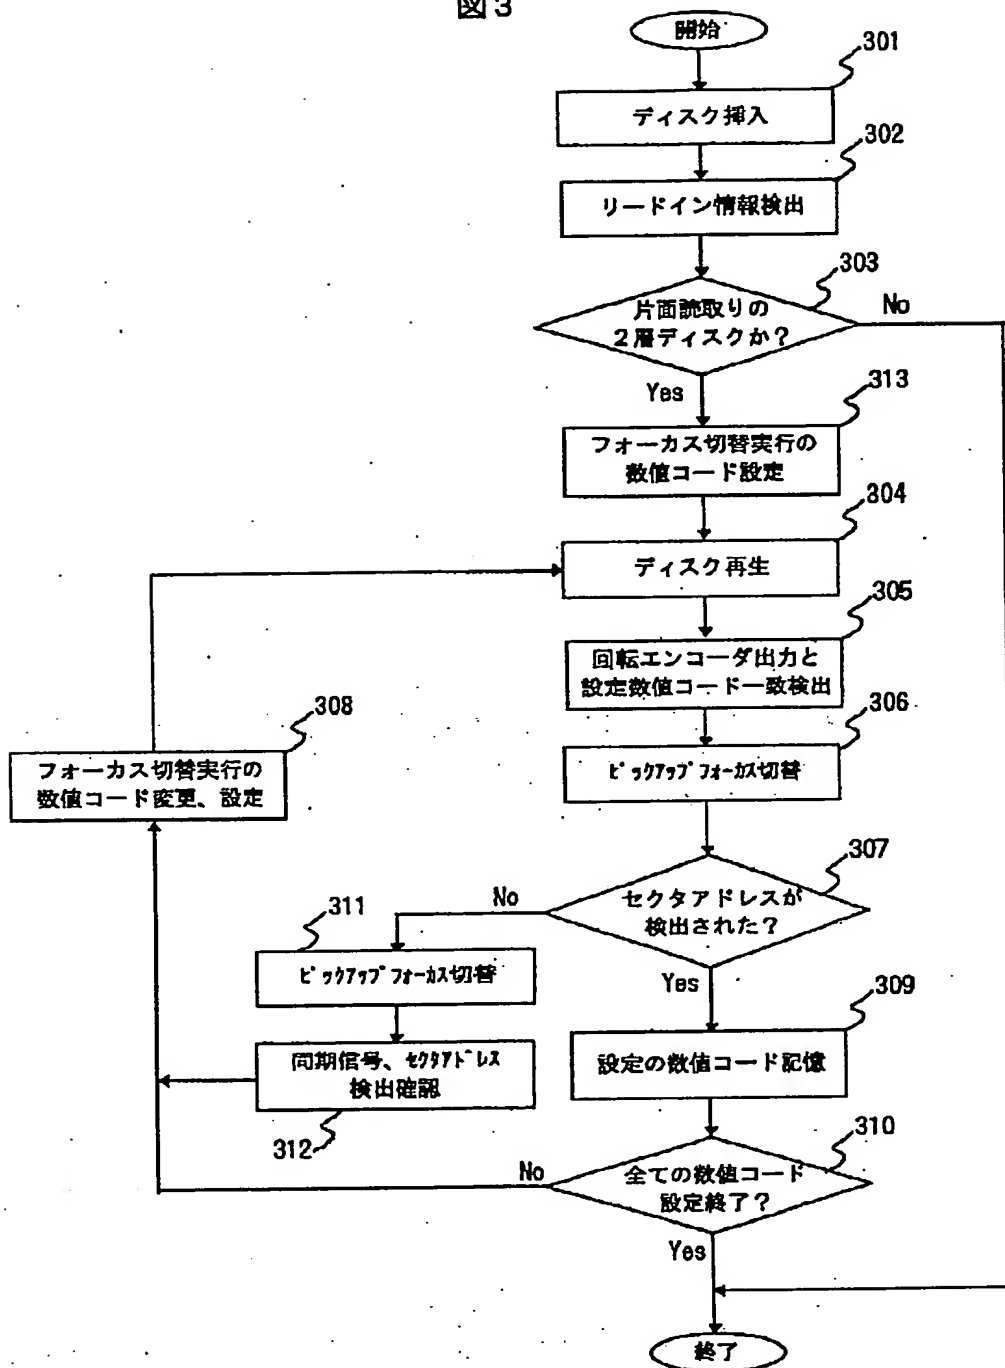 図3
開始
301
ディスク挿入
302
リードイン情報検出
303
片面読取りの
2層ディスクか?
No
Yes
313
フォーカス切替実行の
数値コード設定
304
ディスク再生
305
回転エンコーダ出力と
設定数値コード一致検出
306
ピックアップフォーカス切替
308
フォーカス切替実行の
数値コード変更、設定
307
セクタアドレスが
検出された?
No
Yes
311
ピックアップフォーカス切替
309
設定の数値コード記憶
同期信号、セクタアドレス
検出確認
312
310
全ての数値コード
設定終了?
No
Yes
終了